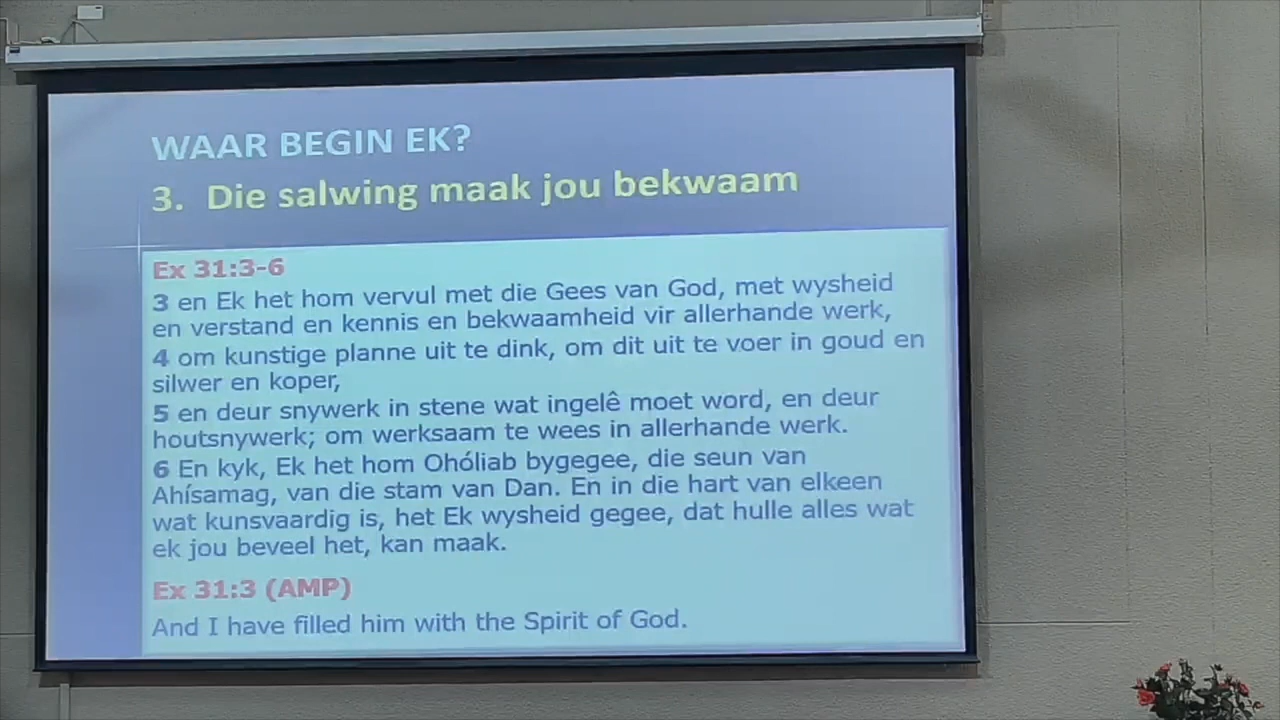 WAAR BEGIN EK?
3. Die salwing maak jou bekwaam
Ex 31:3-6
3 en Ek het hom vervul met die Gees van God, met wysheid
en verstand en kennis en bekwaamheid vir allerhande werk,
4 om kunstige planne uit te dink, om dit uit te voer in goud en
silwer en koper,
5 en deur snywerk in stene wat ingelê moet word, en deur
houtsnywerk; om werksaam te wees in allerhande werk.
6 En kyk, Ek het hom Ohóliab bygegee, die seun van
Ahísamag, van die stam van Dan. En in die hart van elkeen
wat kunsvaardig is, het Ek wysheid gegee, dat hulle alles wat
ek jou beveel het, kan maak.
Ex 31:3 (AMP)
And I have filled him with the Spirit of God.